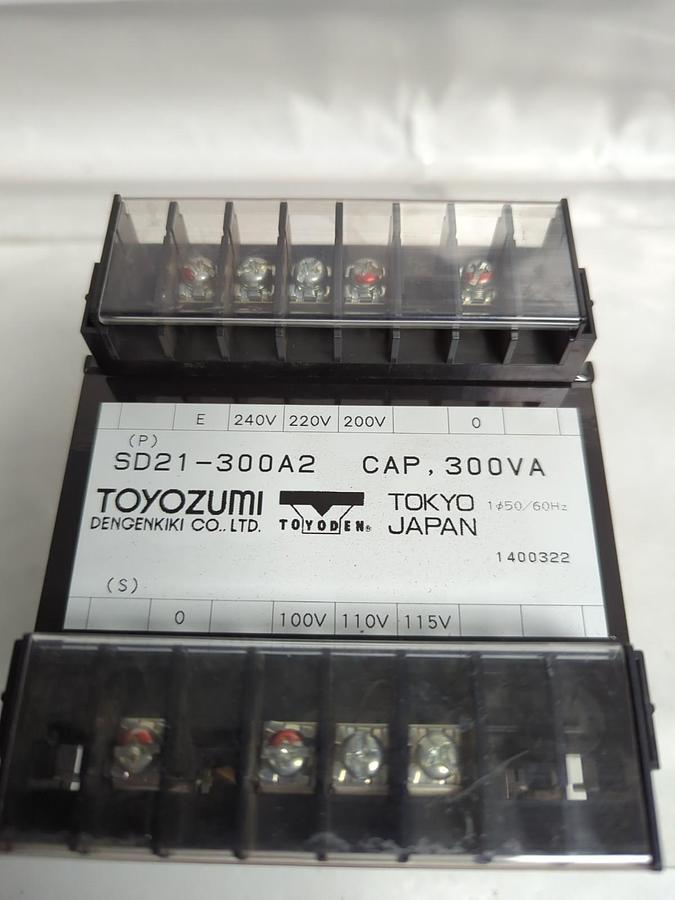 E 240V 220V 200V 0
(P)
SD21-300A2 CAP, 300VA
TOYOZUMI
DENGENKIKI CO., LTD.
TOYODEN®
TOKYO
JAPAN
1φ50/60Hz
1400322
(S)
0 100V 110V 115V